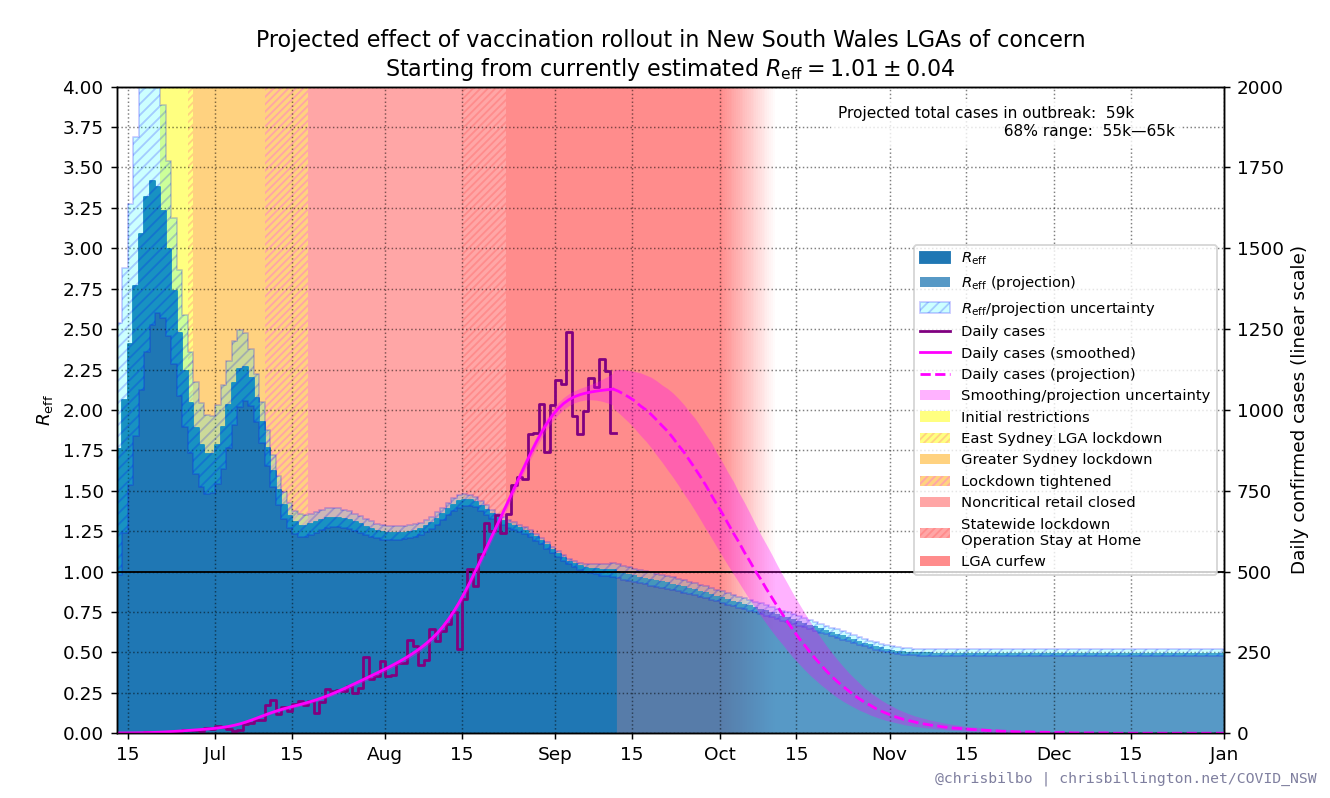 Projected effect of vaccination rollout in New South Wales LGAs of concern
Starting from currently estimated R_eff = 1.01 ± 0.04
Projected total cases in outbreak: 59k
68% range: 55k—65k
R_eff
4.00
3.75
3.50
3.25
3.00
2.75
2.50
2.25
2.00
1.75
1.50
1.25
1.00
0.75
0.50
0.25
0.00
R_eff
R_eff (projection)
R_eff/projection uncertainty
Daily cases
Daily cases (smoothed)
Daily cases (projection)
Smoothing/projection uncertainty
Initial restrictions
East Sydney LGA lockdown
Greater Sydney lockdown
Lockdown tightened
Noncritical retail closed
Statewide lockdown
Operation Stay at Home
LGA curfew
2000
1750
1500
1250
1000
750
500
250
0
Daily confirmed cases (linear scale)
15 Jul 15 Aug 15 Sep 15 Oct 15 Nov 15 Dec 15 Jan
@chrisbilbo | chrisbillington.net/COVID_NSW